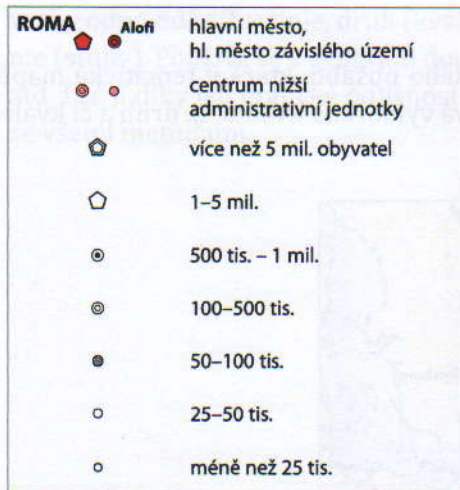 ROMA Alofi hlavní město,
hl. město závislého území
centrum nižší
administrativní jednotky
více než 5 mil. obyvatel
1–5 mil.
500 tis. – 1 mil.
100–500 tis.
50–100 tis.
25–50 tis.
méně než 25 tis.